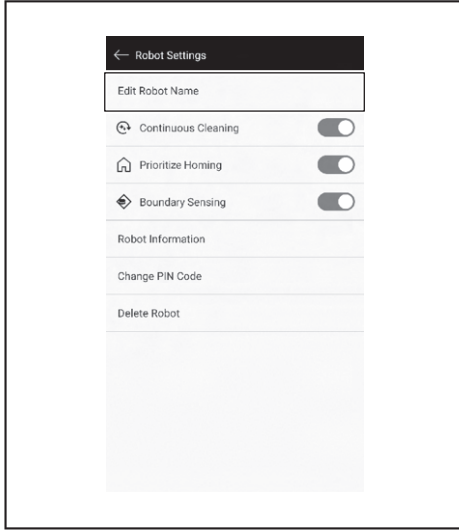 Robot Settings
Edit Robot Name
Continuous Cleaning
Prioritize Homing
Boundary Sensing
Robot Information
Change PIN Code
Delete Robot